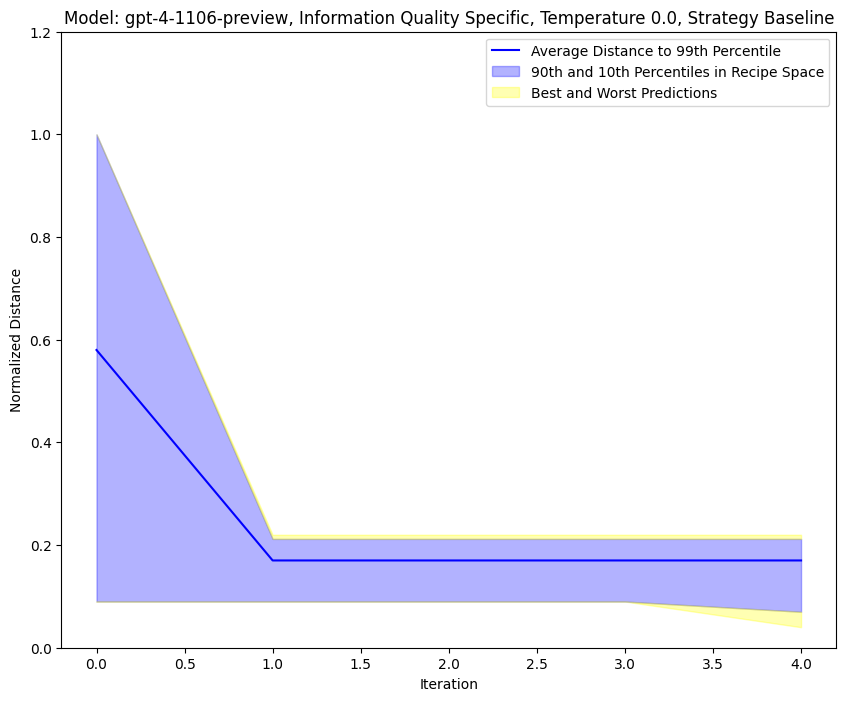 Model: gpt-4-1106-preview, Information Quality Specific, Temperature 0.0, Strategy Baseline
Average Distance to 99th Percentile
90th and 10th Percentiles in Recipe Space
Best and Worst Predictions
Normalized Distance
1.2
1.0
0.8
0.6
0.4
0.2
0.0
0.0 0.5 1.0 1.5 2.0 2.5 3.0 3.5 4.0
Iteration